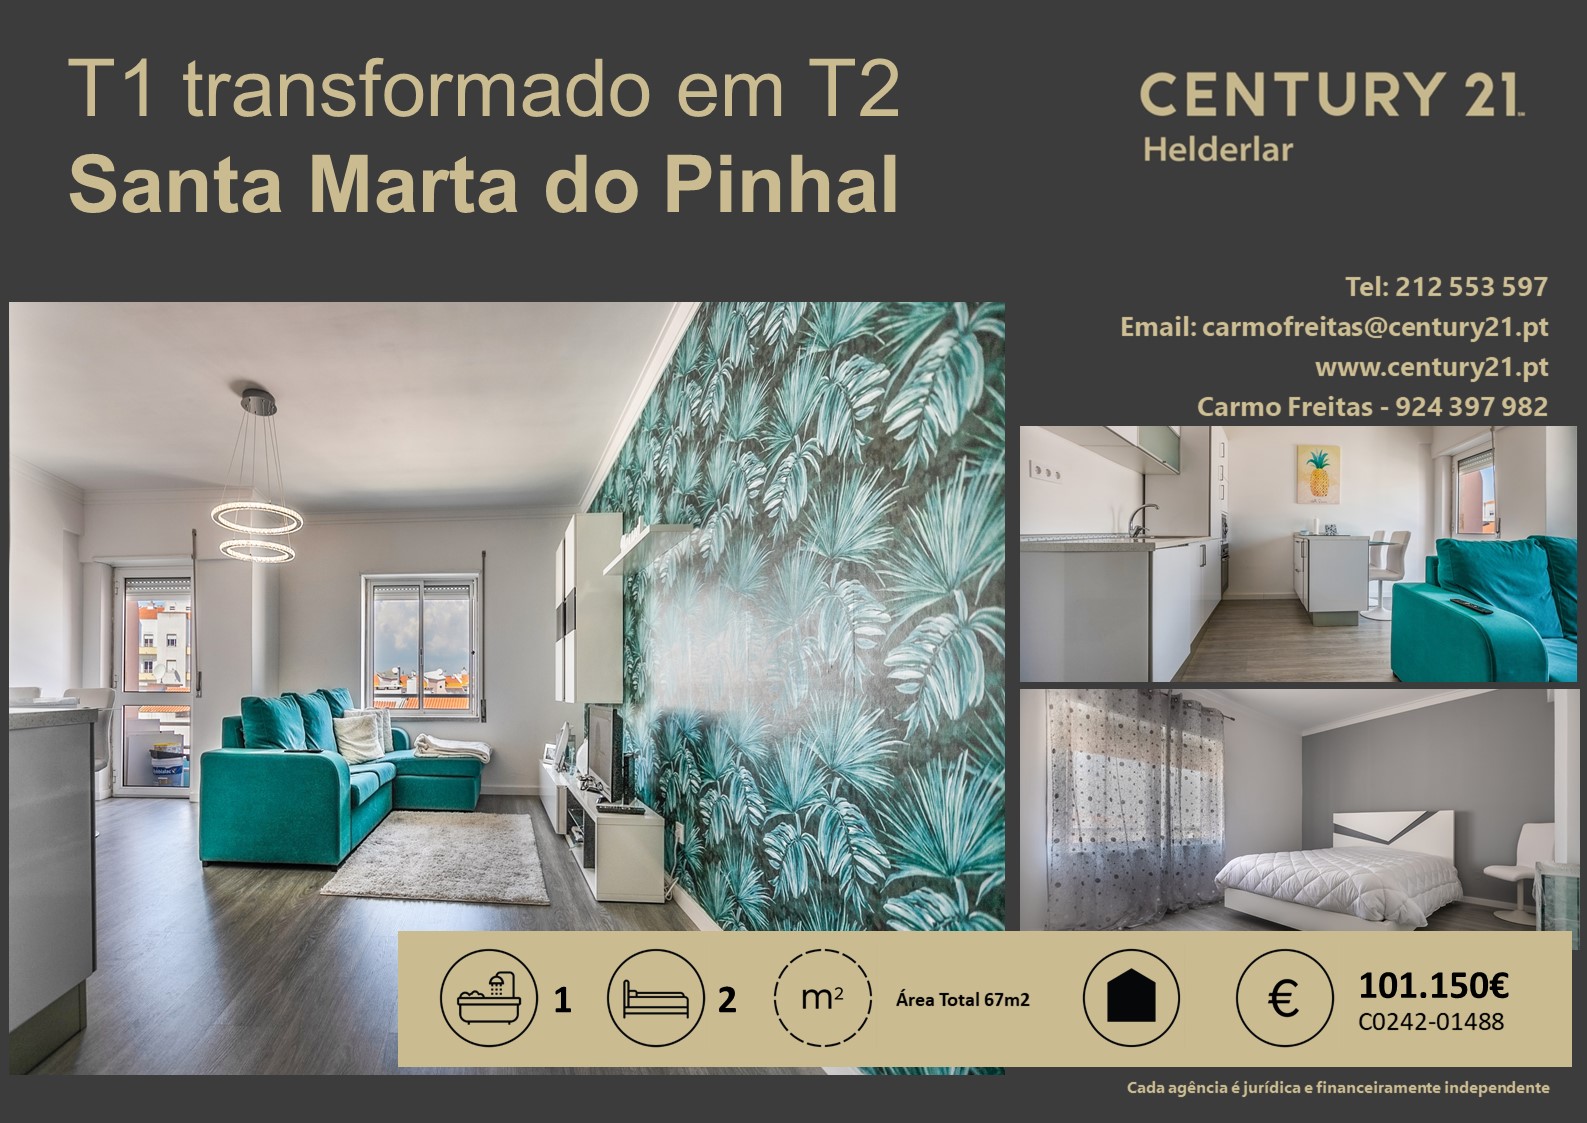 T1 transformado em T2
Santa Marta do Pinhal
CENTURY 21
Helderlar
Tel: 212 553 597
Email: carmofreitas@century21.pt
www.century21.pt
Carmo Freitas - 924 397 982
1
2
m²
Área Total 67m2
€
101.150€
C0242-01488
Cada agência é jurídica e financeiramente independente